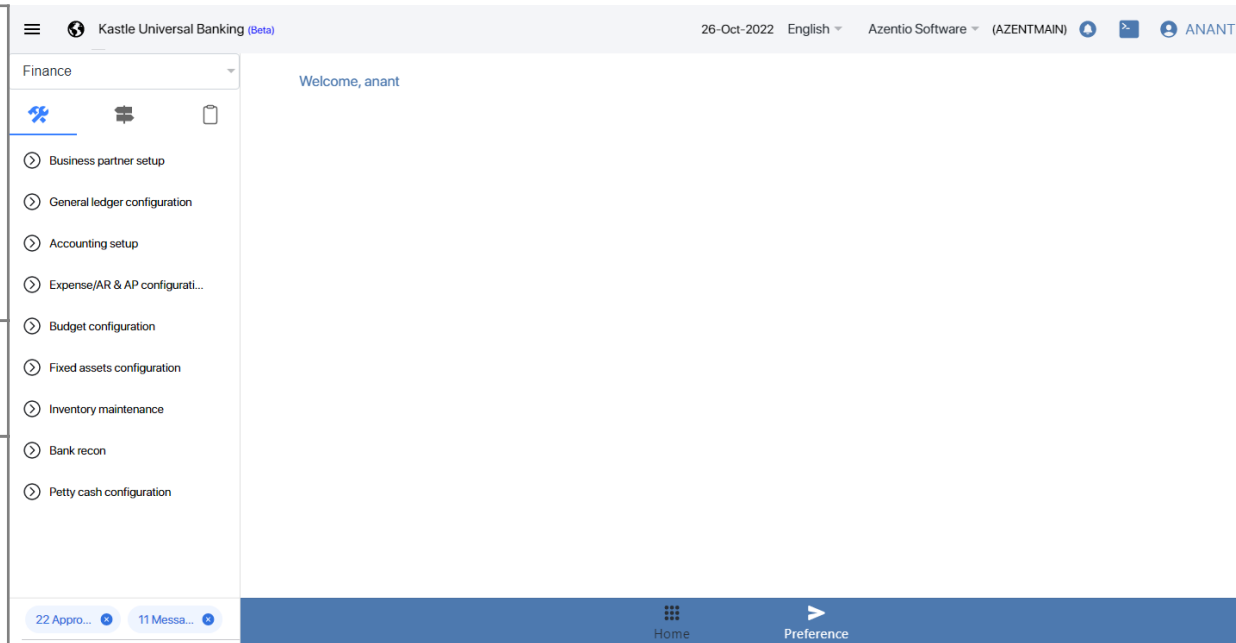 Kastle Universal Banking (Beta)
26-Oct-2022 English Azentio Software (AZENTMAIN) ANANT
Finance
Welcome, anant
Business partner setup
General ledger configuration
Accounting setup
Expense/AR & AP configurati...
Budget configuration
Fixed assets configuration
Inventory maintenance
Bank recon
Petty cash configuration
22 Appro... 11 Messa...
Home Preference